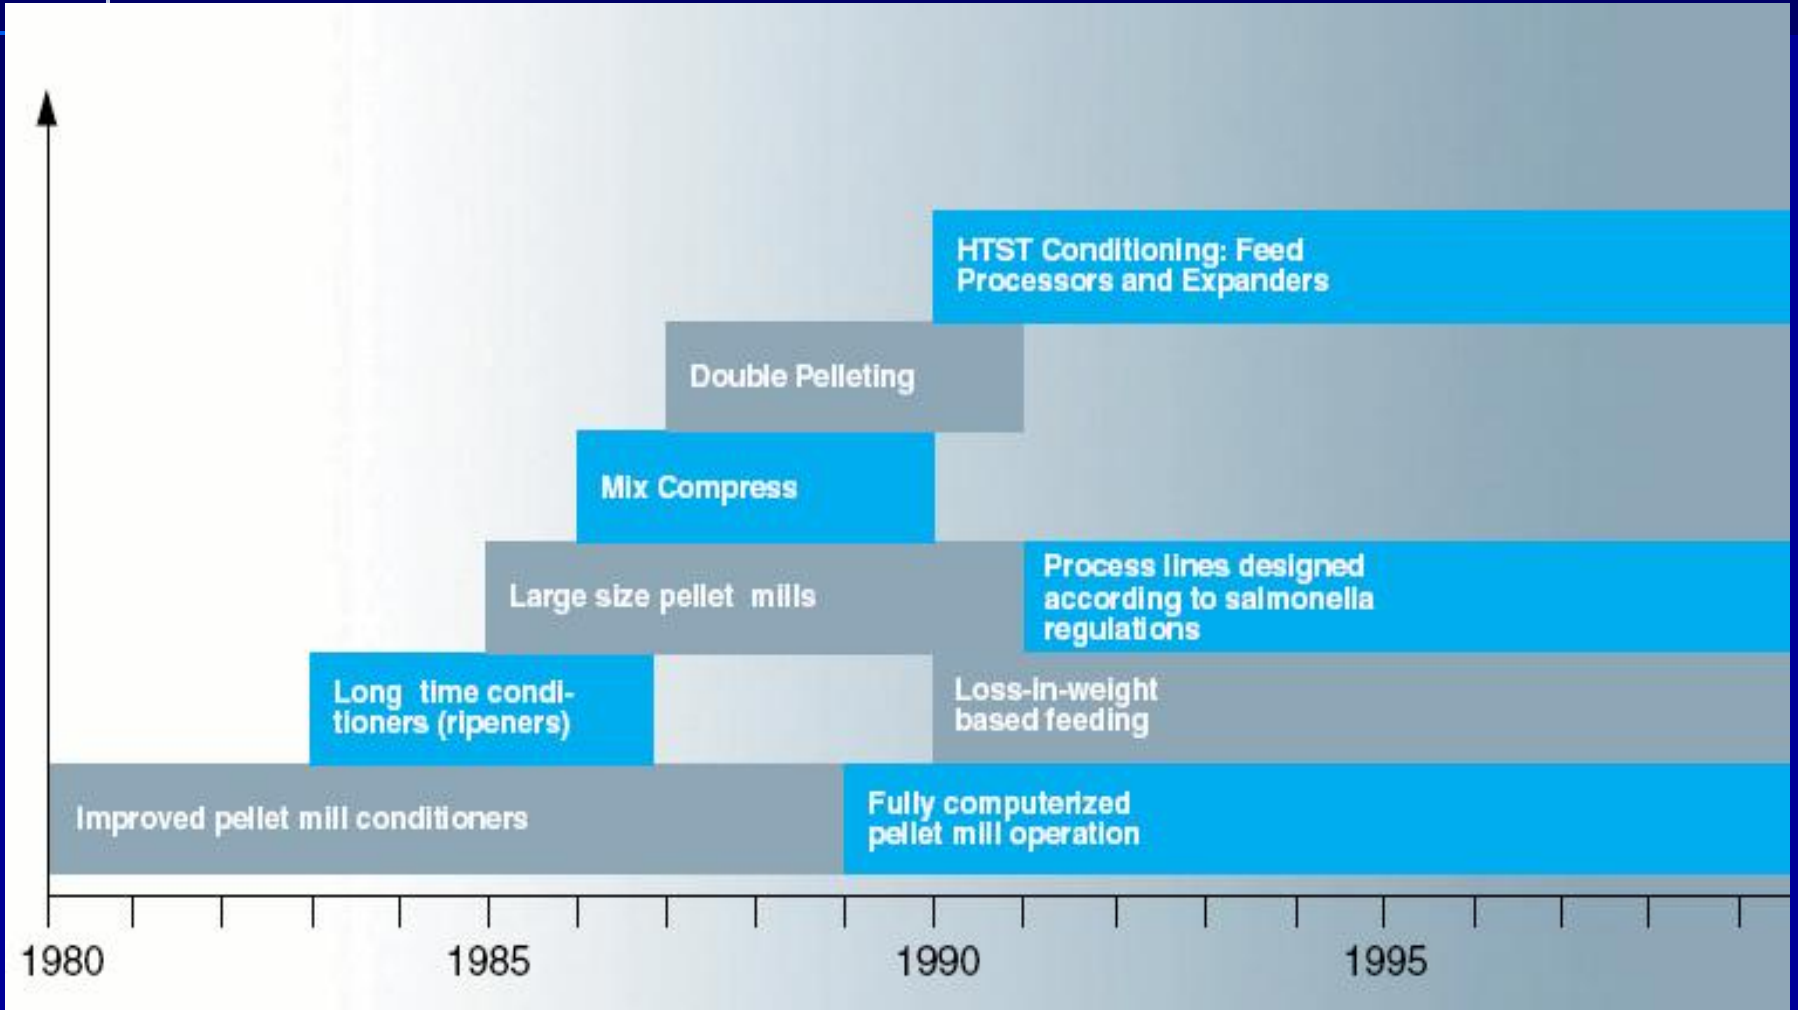 HTST Conditioning: Feed
Processors and Expanders
Double Pelleting
Mix Compress
Large size pellet mills
Process lines designed
according to salmonella
regulations
Long time condi-
tioners (ripeners)
Loss-in-weight
based feeding
Improved pellet mill conditioners
Fully computerized
pellet mill operation
1980
1985
1990
1995